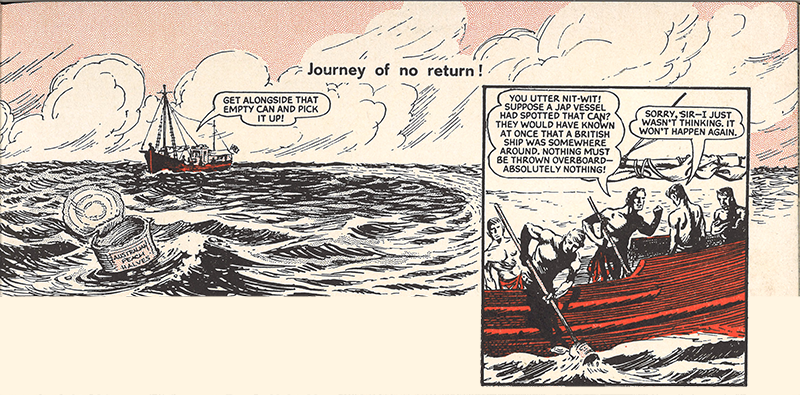 Journey of no return!
GET ALONGSIDE THAT
EMPTY CAN AND PICK
IT UP!
AUSTRALIAN
PEACH
HALVES
YOU UTTER NIT-WIT!
SUPPOSE A JAP VESSEL
HAD SPOTTED THAT CAN?
THEY WOULD HAVE KNOWN
AT ONCE THAT A BRITISH
SHIP WAS SOMEWHERE
AROUND. NOTHING MUST
BE THROWN OVERBOARD—
ABSOLUTELY NOTHING!
SORRY, SIR—I JUST
WASN'T THINKING. IT
WON'T HAPPEN AGAIN.